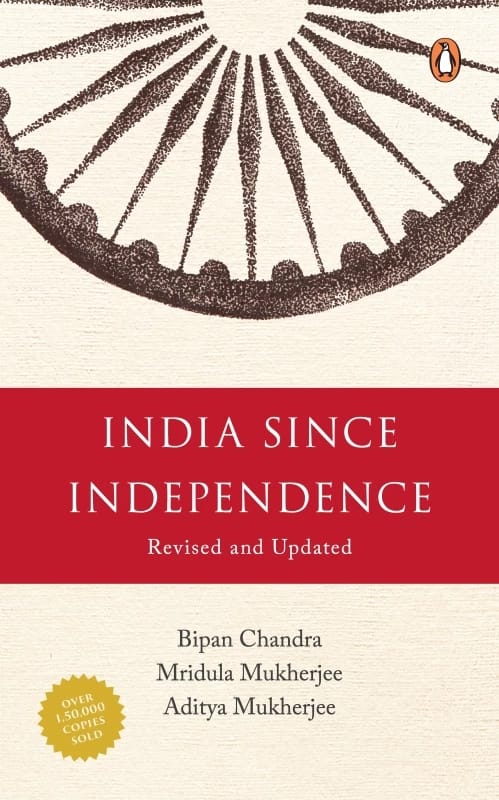 INDIA SINCE
INDEPENDENCE
Revised and Updated
Bipan Chandra
Mridula Mukherjee
Aditya Mukherjee
OVER
1,50,000
COPIES
SOLD